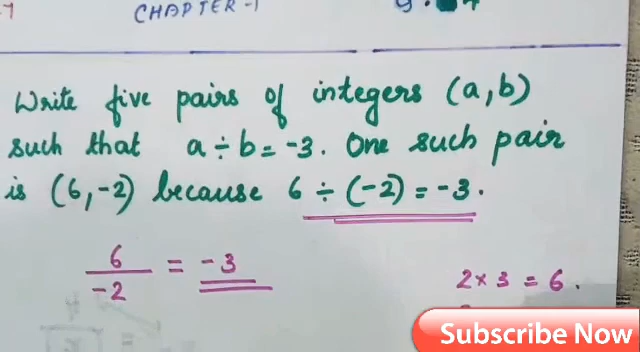 CHAPTER-1
Write five pairs of integers (a,b)
such that a÷b= -3. One such pair
is (6,-2) because 6 ÷ (-2) = -3.
6/-2 = -3
2 × 3 = 6.
Subscribe Now